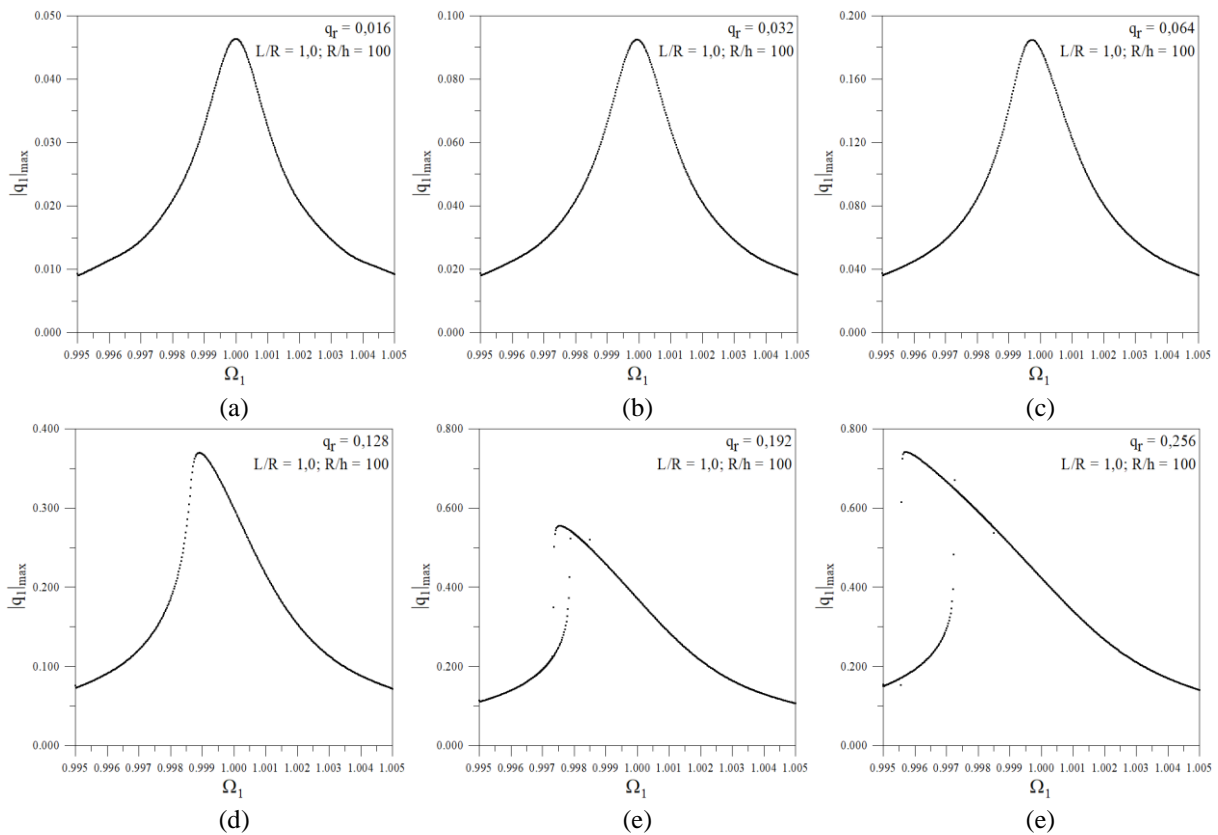 0.050
q_r = 0,016
L/R = 1,0; R/h = 100
0.040
0.030
0.020
0.010
0.000
|q_1|_max
0.995 0.996 0.997 0.998 0.999 1.000 1.001 1.002 1.003 1.004 1.005
Ω_1
(a)
0.100
q_r = 0,032
L/R = 1,0; R/h = 100
0.080
0.060
0.040
0.020
0.000
|q_1|_max
0.995 0.996 0.997 0.998 0.999 1.000 1.001 1.002 1.003 1.004 1.005
Ω_1
(b)
0.200
q_r = 0,064
L/R = 1,0; R/h = 100
0.160
0.120
0.080
0.040
0.000
|q_1|_max
0.995 0.996 0.997 0.998 0.999 1.000 1.001 1.002 1.003 1.004 1.005
Ω_1
(c)
0.400
q_r = 0,128
L/R = 1,0; R/h = 100
0.300
0.200
0.100
0.000
|q_1|_max
0.995 0.996 0.997 0.998 0.999 1.000 1.001 1.002 1.003 1.004 1.005
Ω_1
(d)
0.800
q_r = 0,192
L/R = 1,0; R/h = 100
0.600
0.400
0.200
0.000
|q_1|_max
0.995 0.996 0.997 0.998 0.999 1.000 1.001 1.002 1.003 1.004 1.005
Ω_1
(e)
0.800
q_r = 0,256
L/R = 1,0; R/h = 100
0.600
0.400
0.200
0.000
|q_1|_max
0.995 0.996 0.997 0.998 0.999 1.000 1.001 1.002 1.003 1.004 1.005
Ω_1
(e)